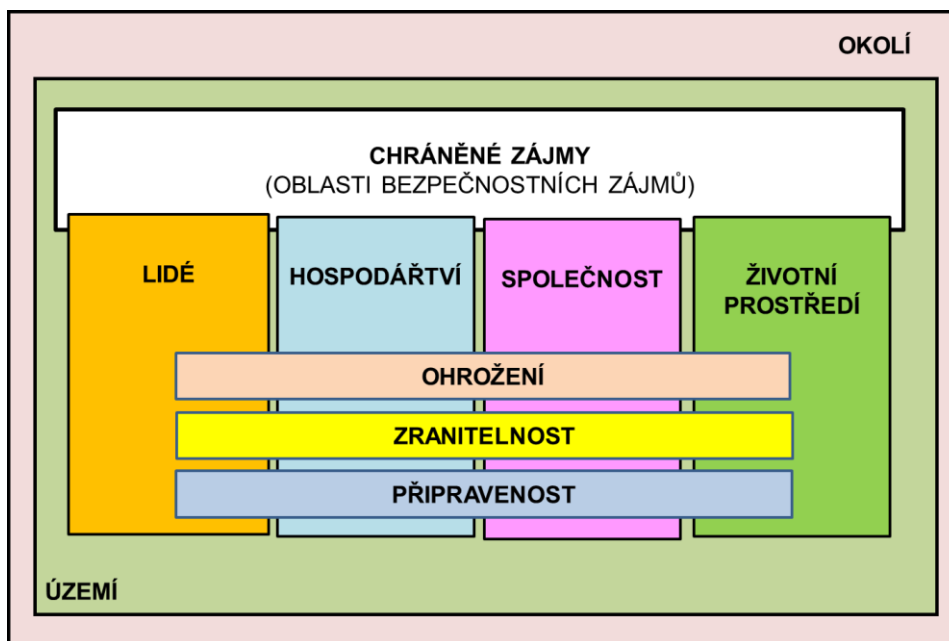 OKOLÍ
CHRÁNĚNÉ ZÁJMY
(OBLASTI BEZPEČNOSTNÍCH ZÁJMŮ)
LIDÉ
HOSPODÁŘTVÍ
SPOLEČNOST
ŽIVOTNÍ
PROSTŘEDÍ
OHROŽENÍ
ZRANITELNOST
PŘIPRAVENOST
ÚZEMÍ